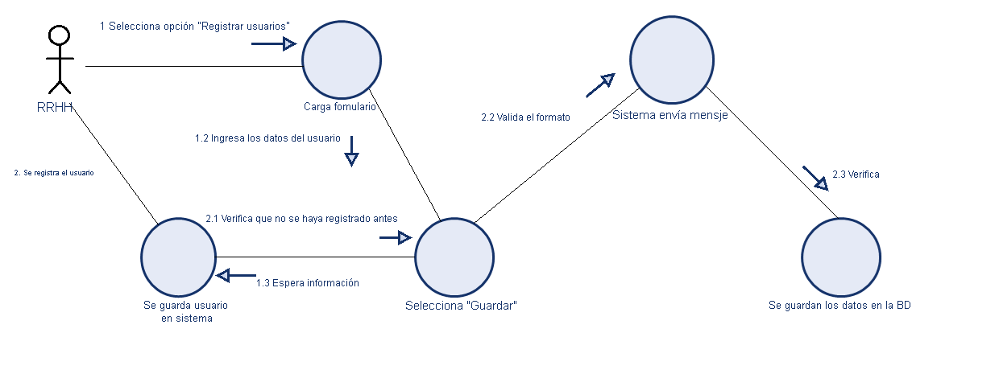 1 Selecciona opción "Registrar usuarios"
RRHH
Carga fomulario
2.2 Valida el formato
Sistema envía mensje
1.2 Ingresa los datos del usuario
2. Se registra el usuario
2.3 Verifica
2.1 Verifica que no se haya registrado antes
1.3 Espera información
Se guarda usuario
en sistema
Selecciona "Guardar"
Se guardan los datos en la BD